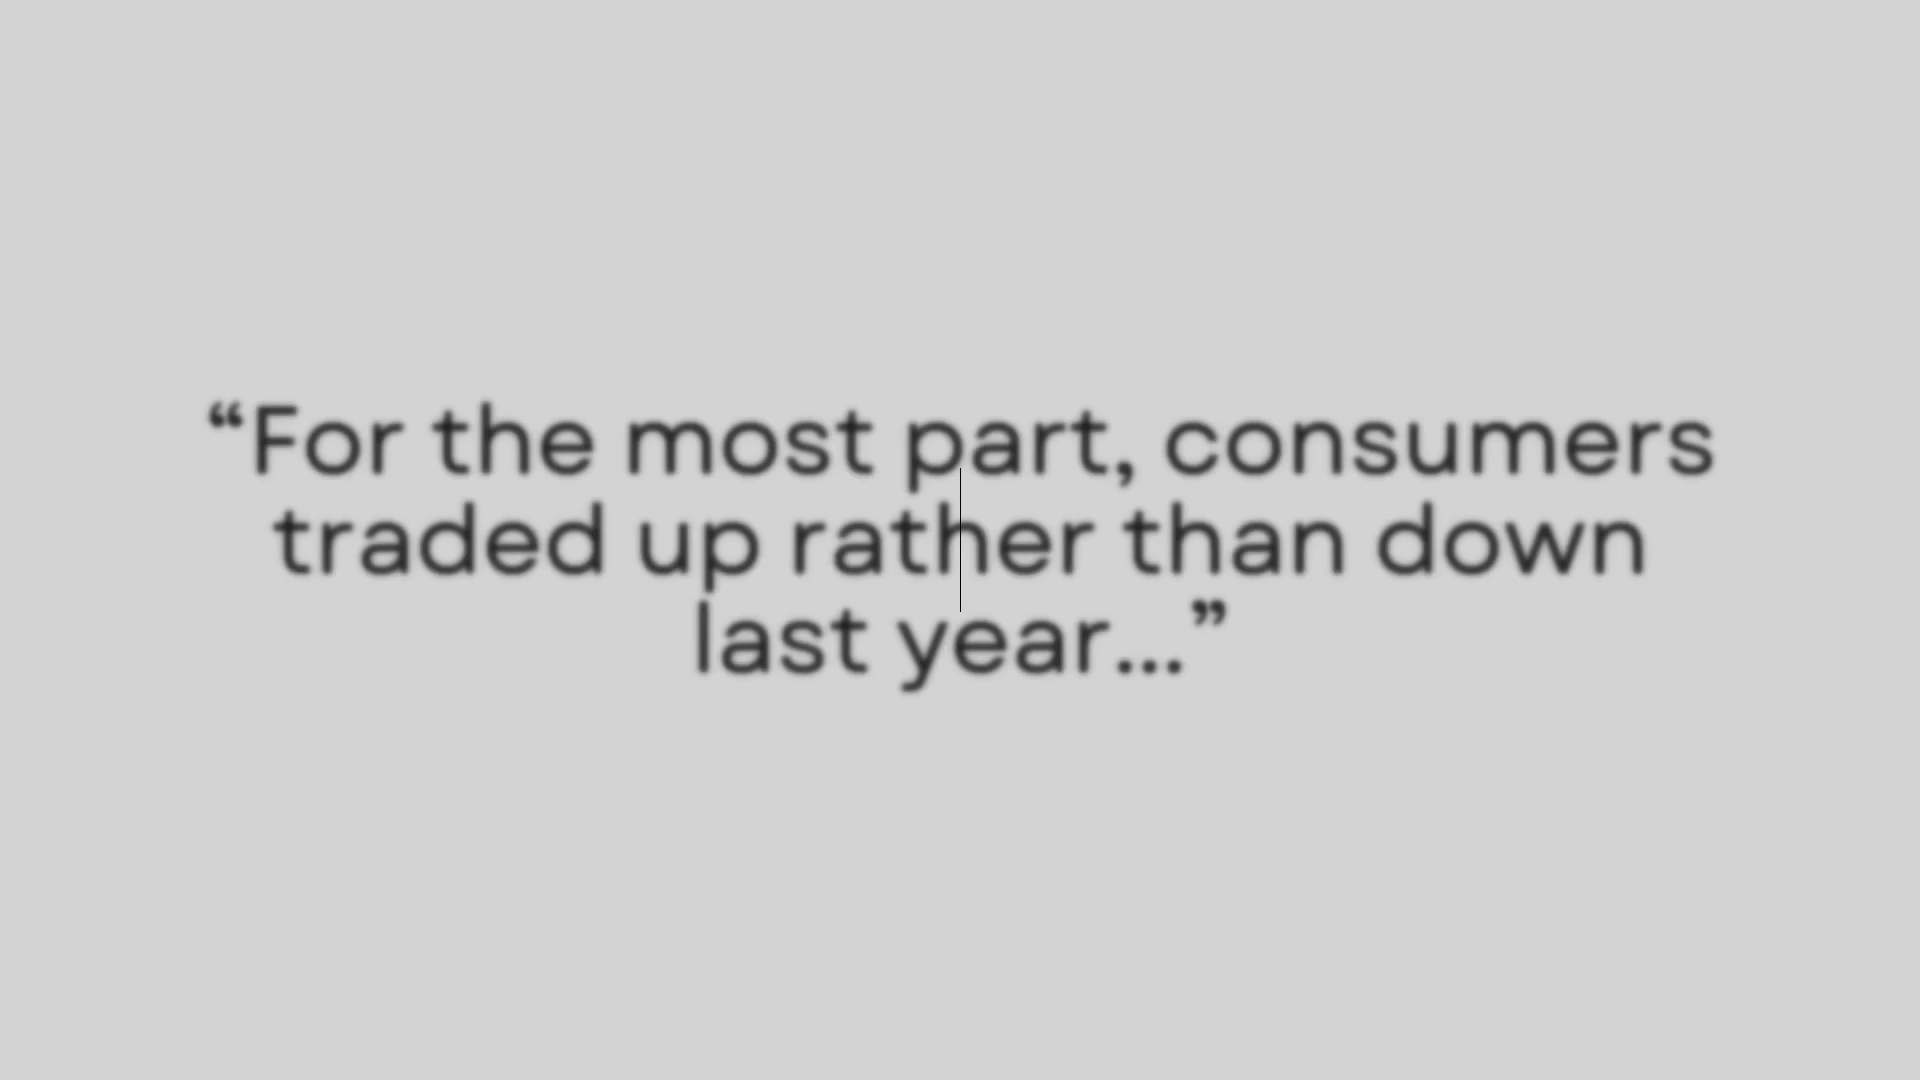 “For the most part, consumers
traded up rather than down
last year...”